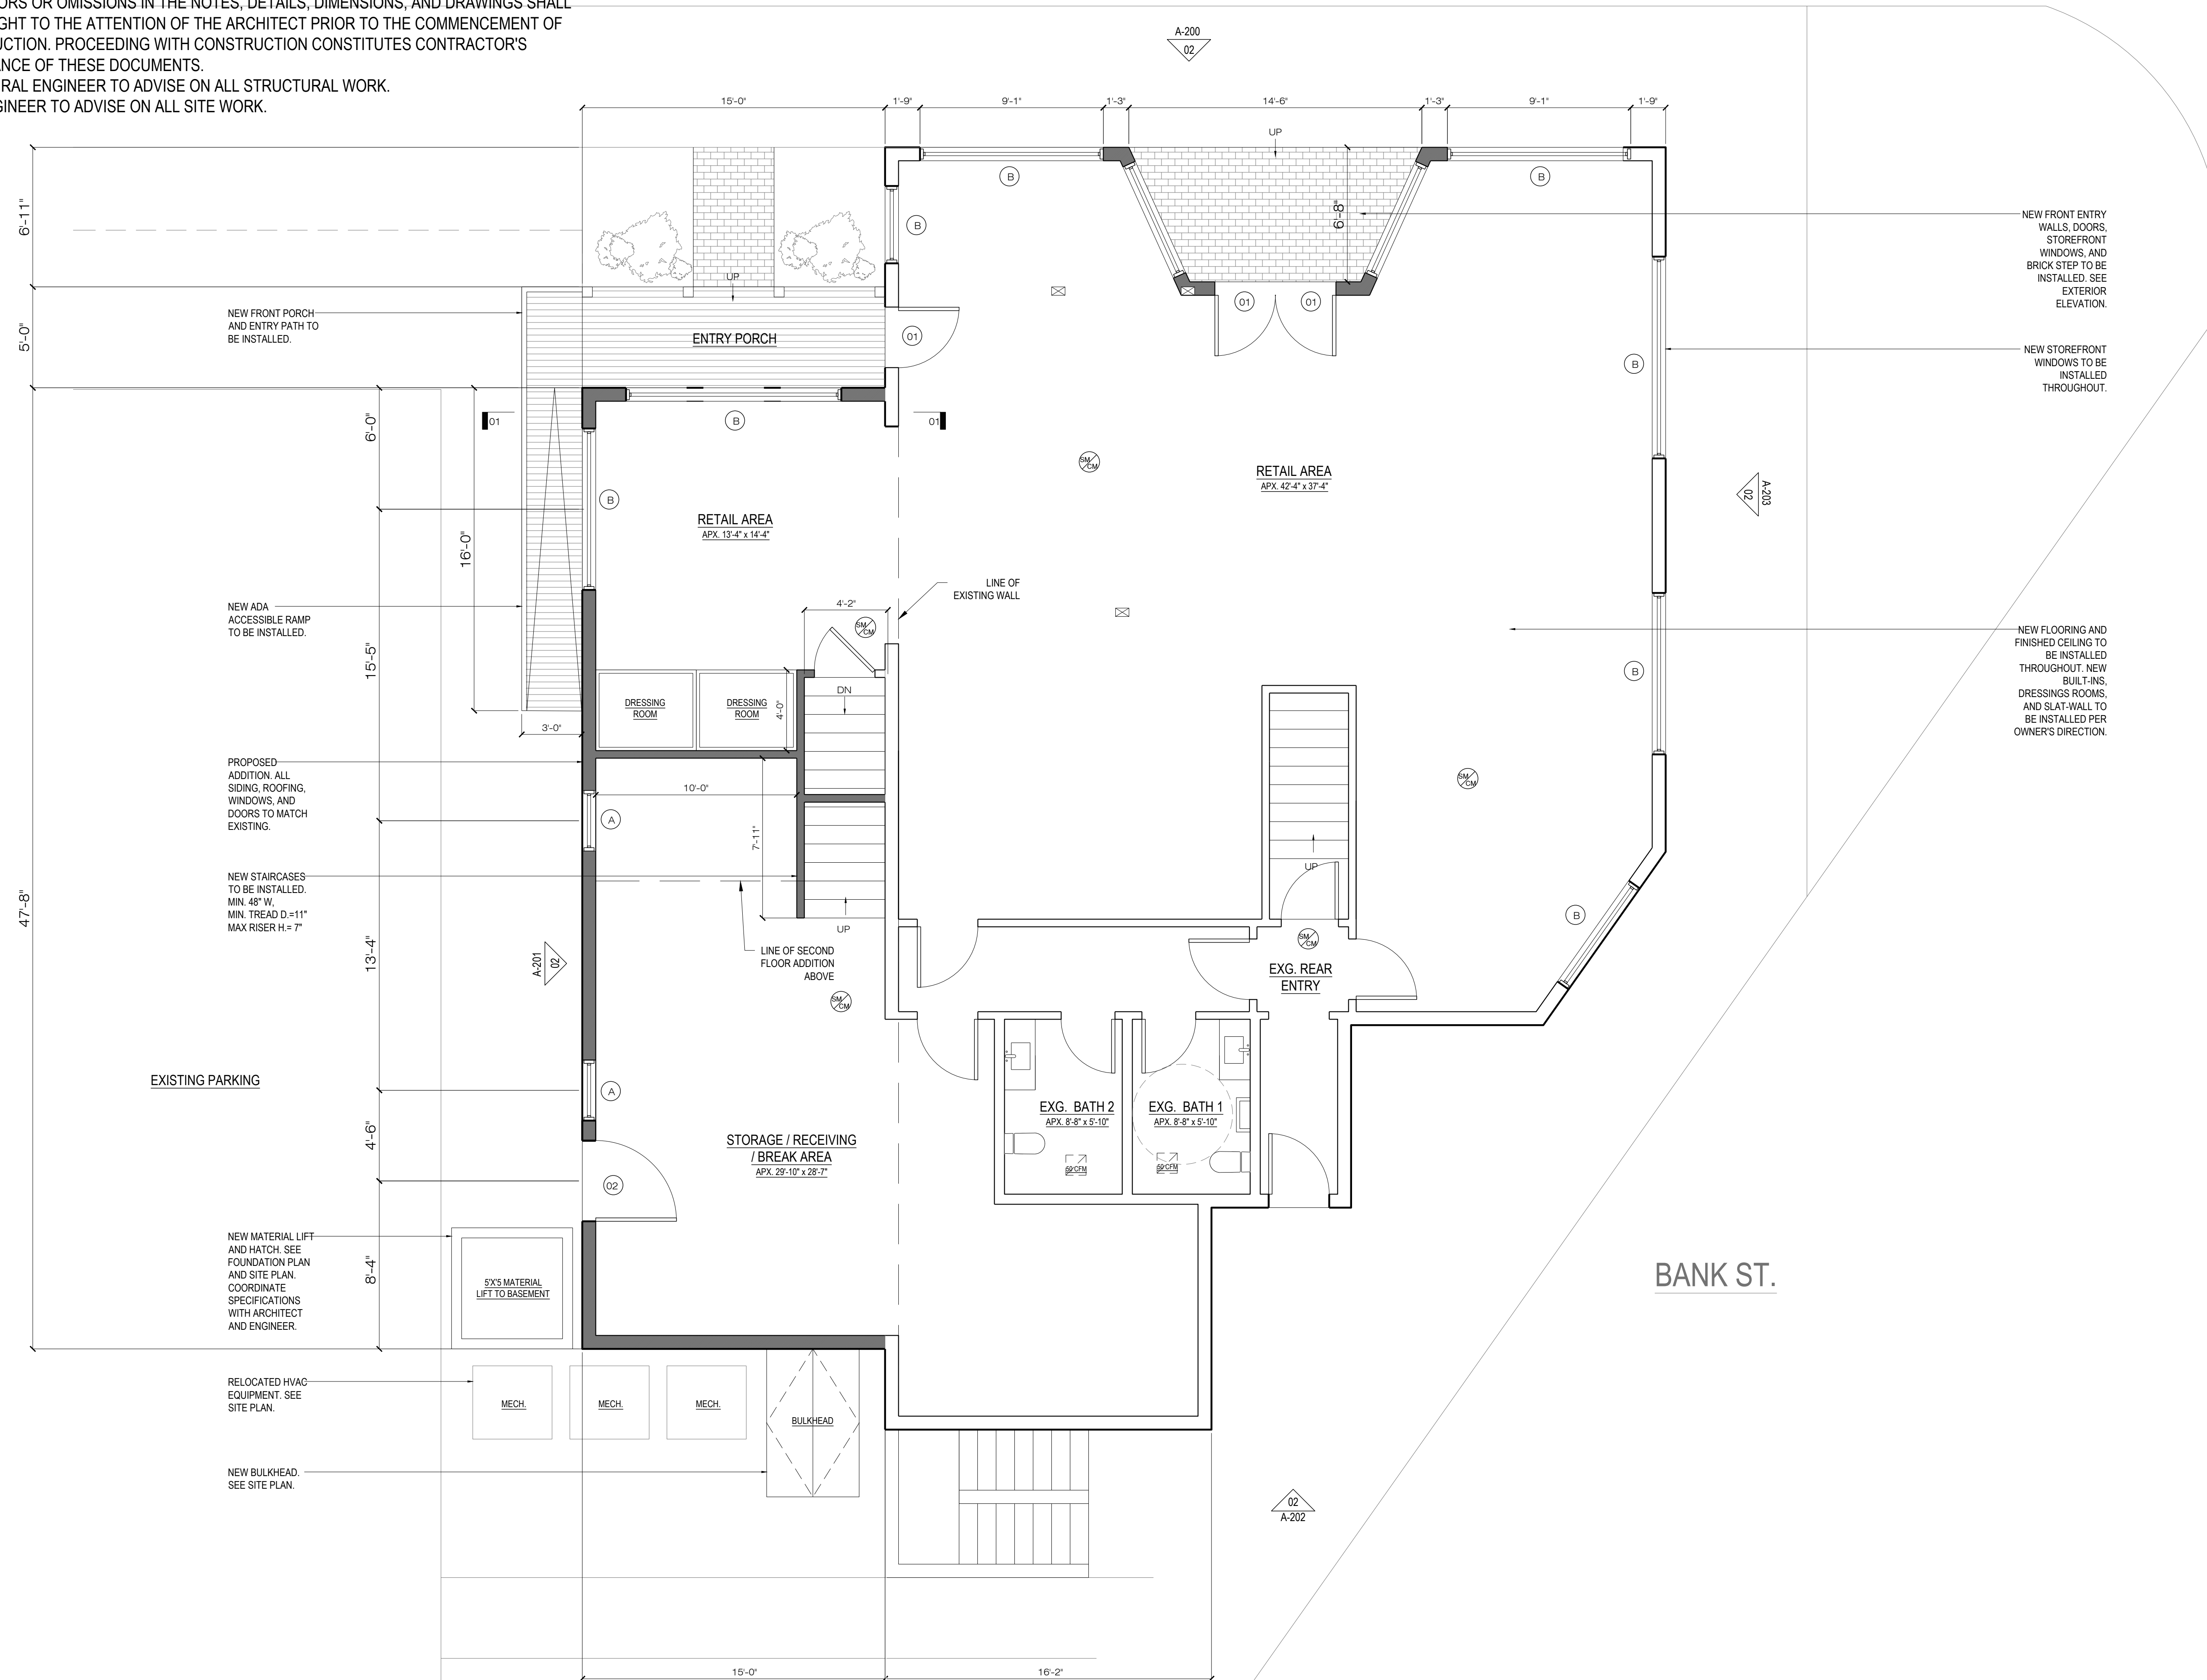 ORS OR OMISSIONS IN THE NOTES, DETAILS, DIMENSIONS, AND DRAWINGS SHALL
GHT TO THE ATTENTION OF THE ARCHITECT PRIOR TO THE COMMENCEMENT OF
UCTION. PROCEEDING WITH CONSTRUCTION CONSTITUTES CONTRACTOR'S
ANCE OF THESE DOCUMENTS.
RAL ENGINEER TO ADVISE ON ALL STRUCTURAL WORK.
GINEER TO ADVISE ON ALL SITE WORK.
A-200
02
15'-0"
1'-9"
9'-1"
1'-3"
14'-6"
1'-3"
9'-1"
1'-9"
UP
6'-11"
B
B
B
6'-8"
NEW FRONT ENTRY
WALLS, DOORS,
STOREFRONT
WINDOWS, AND
BRICK STEP TO BE
INSTALLED. SEE
EXTERIOR
ELEVATION.
UP
01
01
5'-0"
NEW FRONT PORCH
AND ENTRY PATH TO
BE INSTALLED.
ENTRY PORCH
01
NEW STOREFRONT
WINDOWS TO BE
INSTALLED
THROUGHOUT.
B
6'-0"
01
B
01
SM
CM
RETAIL AREA
APX. 42'-4" x 37'-4"
A-203
02
B
RETAIL AREA
APX. 13'-4" x 14'-4"
16'-0"
LINE OF
EXISTING WALL
4'-2"
SM
CM
NEW ADA
ACCESSIBLE RAMP
TO BE INSTALLED.
15'-5"
NEW FLOORING AND
FINISHED CEILING TO
BE INSTALLED
THROUGHOUT. NEW
BUILT-INS,
DRESSINGS ROOMS,
AND SLAT-WALL TO
BE INSTALLED PER
OWNER'S DIRECTION.
B
DN
DRESSING
ROOM
DRESSING
ROOM
4'-0"
3'-0"
PROPOSED
ADDITION. ALL
SIDING, ROOFING,
WINDOWS, AND
DOORS TO MATCH
EXISTING.
10'-0"
SM
CM
A
7'-11"
47'-8"
NEW STAIRCASES
TO BE INSTALLED.
MIN. 48" W,
MIN. TREAD D.=11"
MAX RISER H.= 7"
UP
B
UP
13'-4"
A-201
02
LINE OF SECOND
FLOOR ADDITION
ABOVE
SM
CM
EXG. REAR
ENTRY
SM
CM
EXISTING PARKING
A
EXG. BATH 2
APX. 8'-8" x 5'-10"
EXG. BATH 1
APX. 8'-8" x 5'-10"
4'-6"
STORAGE / RECEIVING
/ BREAK AREA
APX. 29'-10" x 28'-7"
50 CFM
50 CFM
02
NEW MATERIAL LIFT
AND HATCH. SEE
FOUNDATION PLAN
AND SITE PLAN.
COORDINATE
SPECIFICATIONS
WITH ARCHITECT
AND ENGINEER.
8'-4"
5'X'5 MATERIAL
LIFT TO BASEMENT
BANK ST.
RELOCATED HVAC
EQUIPMENT. SEE
SITE PLAN.
MECH.
MECH.
MECH.
BULKHEAD
NEW BULKHEAD.
SEE SITE PLAN.
02
A-202
15'-0"
16'-2"